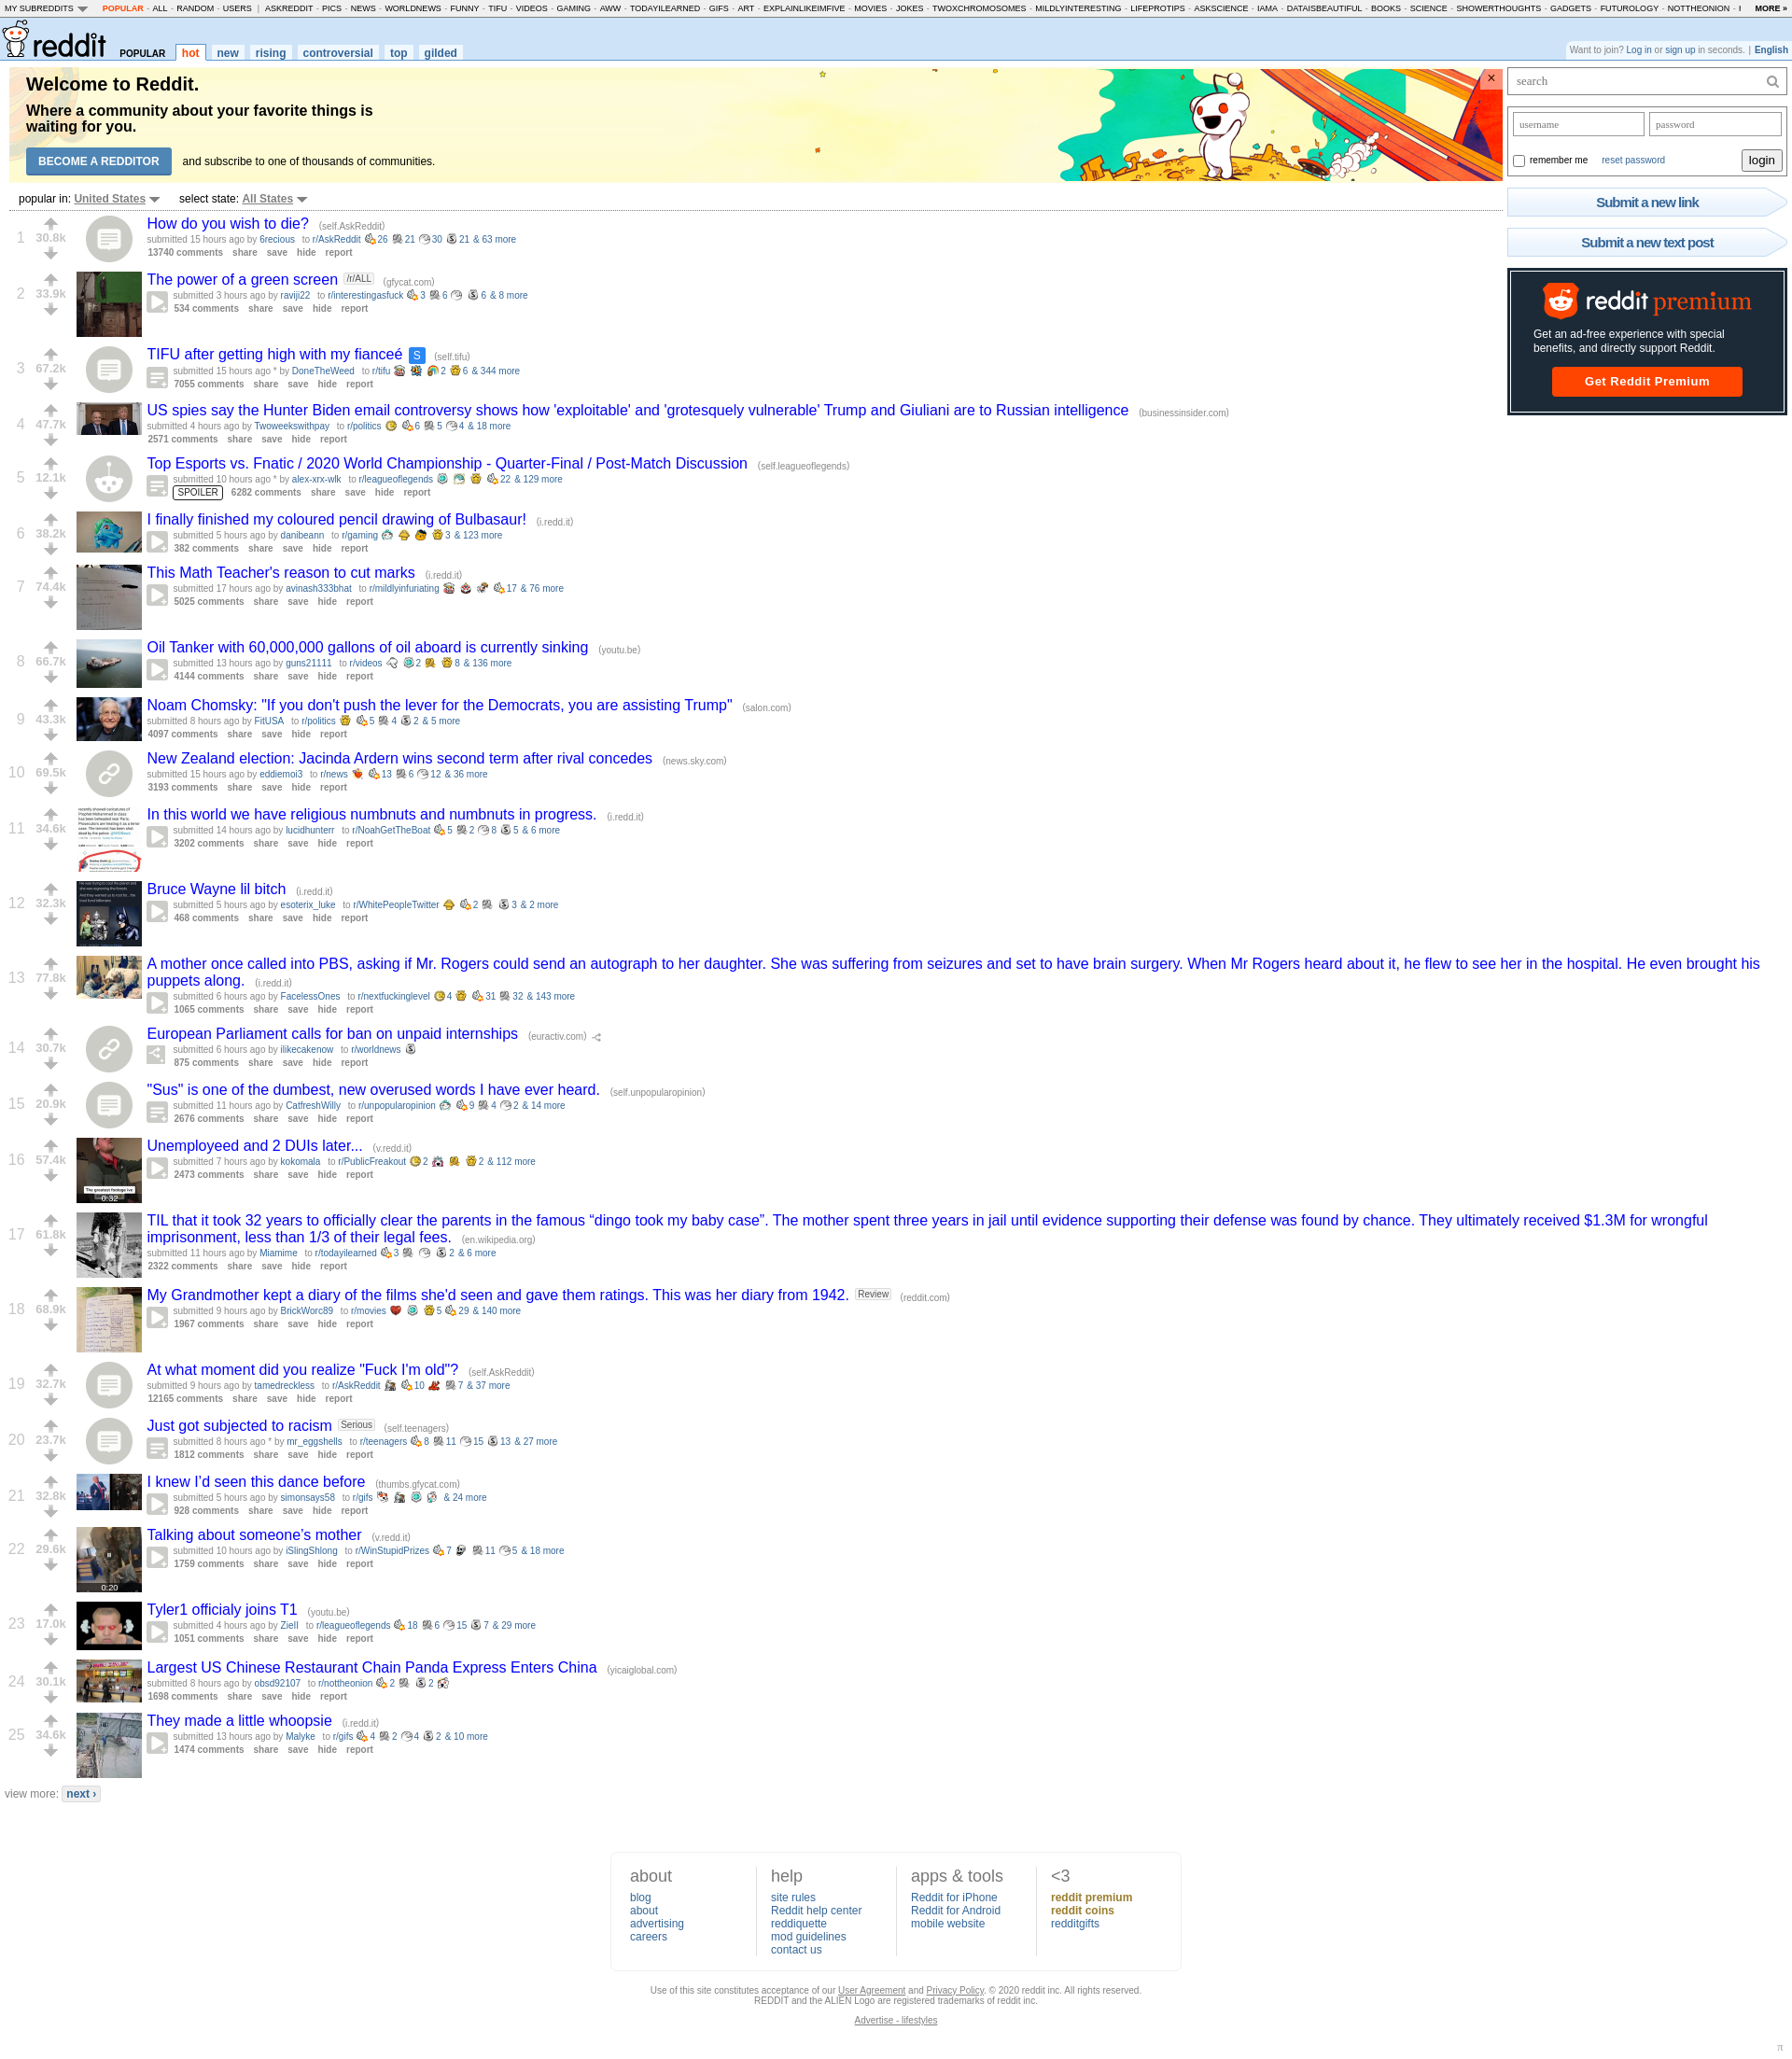 MY SUBREDDITS POPULAR - ALL - RANDOM - USERS | ASKREDDIT - PICS - NEWS - WORLDNEWS - FUNNY - TIFU - VIDEOS - GAMING - AWW - TODAYILEARNED - GIFS - ART - EXPLAINLIKEIMFIVE - MOVIES - JOKES - TWOXCHROMOSOMES - MILDLYINTERESTING - LIFEPROTIPS - ASKSCIENCE - IAMA - DATAISBEAUTIFUL - BOOKS - SCIENCE - SHOWERTHOUGHTS - GADGETS - FUTUROLOGY - NOTTHEONION - MORE »
reddit POPULAR hot new rising controversial top gilded
Want to join? Log in or sign up in seconds. | English
Welcome to Reddit.
Where a community about your favorite things is
waiting for you.
BECOME A REDDITOR and subscribe to one of thousands of communities.
×
search
username password
remember me reset password login
Submit a new link
Submit a new text post
reddit premium
Get an ad-free experience with special
benefits, and directly support Reddit.
Get Reddit Premium
popular in: United States select state: All States
1 30.8k How do you wish to die? (self.AskReddit)
submitted 15 hours ago by 6recious to r/AskReddit 26 21 30 21 & 63 more
13740 comments share save hide report
2 33.9k The power of a green screen /r/ALL (gfycat.com)
submitted 3 hours ago by raviji22 to r/interestingasfuck 3 6 6 & 8 more
534 comments share save hide report
3 67.2k TIFU after getting high with my fianceé S (self.tifu)
submitted 15 hours ago * by DoneTheWeed to r/tifu 2 6 & 344 more
7055 comments share save hide report
4 47.7k US spies say the Hunter Biden email controversy shows how 'exploitable' and 'grotesquely vulnerable' Trump and Giuliani are to Russian intelligence (businessinsider.com)
submitted 4 hours ago by Twoweekswithpay to r/politics 6 5 4 & 18 more
2571 comments share save hide report
5 12.1k Top Esports vs. Fnatic / 2020 World Championship - Quarter-Final / Post-Match Discussion (self.leagueoflegends)
submitted 10 hours ago * by alex-xrx-wlk to r/leagueoflegends 22 & 129 more
SPOILER 6282 comments share save hide report
6 38.2k I finally finished my coloured pencil drawing of Bulbasaur! (i.redd.it)
submitted 5 hours ago by danibeann to r/gaming 3 & 123 more
382 comments share save hide report
7 74.4k This Math Teacher's reason to cut marks (i.redd.it)
submitted 17 hours ago by avinash333bhat to r/mildlyinfuriating 17 & 76 more
5025 comments share save hide report
8 66.7k Oil Tanker with 60,000,000 gallons of oil aboard is currently sinking (youtu.be)
submitted 13 hours ago by guns21111 to r/videos 2 8 & 136 more
4144 comments share save hide report
9 43.3k Noam Chomsky: "If you don't push the lever for the Democrats, you are assisting Trump" (salon.com)
submitted 8 hours ago by FitUSA to r/politics 5 4 2 & 5 more
4097 comments share save hide report
10 69.5k New Zealand election: Jacinda Ardern wins second term after rival concedes (news.sky.com)
submitted 15 hours ago by eddiemoi3 to r/news 13 6 12 & 36 more
3193 comments share save hide report
11 34.6k In this world we have religious numbnuts and numbnuts in progress. (i.redd.it)
submitted 14 hours ago by lucidhunterr to r/NoahGetTheBoat 5 2 8 5 & 6 more
3202 comments share save hide report
12 32.3k Bruce Wayne lil bitch (i.redd.it)
submitted 5 hours ago by esoterix_luke to r/WhitePeopleTwitter 2 3 & 2 more
468 comments share save hide report
13 77.8k A mother once called into PBS, asking if Mr. Rogers could send an autograph to her daughter. She was suffering from seizures and set to have brain surgery. When Mr Rogers heard about it, he flew to see her in the hospital. He even brought his
puppets along. (i.redd.it)
submitted 6 hours ago by FacelessOnes to r/nextfuckinglevel 4 31 32 & 143 more
1065 comments share save hide report
14 30.7k European Parliament calls for ban on unpaid internships (euractiv.com)
submitted 6 hours ago by ilikecakenow to r/worldnews
875 comments share save hide report
15 20.9k "Sus" is one of the dumbest, new overused words I have ever heard. (self.unpopularopinion)
submitted 11 hours ago by CatfreshWilly to r/unpopularopinion 9 4 2 & 14 more
2676 comments share save hide report
16 57.4k Unemployeed and 2 DUIs later... (v.redd.it)
submitted 7 hours ago by kokomala to r/PublicFreakout 2 2 & 112 more
2473 comments share save hide report
0:32
17 61.8k TIL that it took 32 years to officially clear the parents in the famous “dingo took my baby case”. The mother spent three years in jail until evidence supporting their defense was found by chance. They ultimately received $1.3M for wrongful
imprisonment, less than 1/3 of their legal fees. (en.wikipedia.org)
submitted 11 hours ago by Miamime to r/todayilearned 3 2 & 6 more
2322 comments share save hide report
18 68.9k My Grandmother kept a diary of the films she'd seen and gave them ratings. This was her diary from 1942. Review (reddit.com)
submitted 9 hours ago by BrickWorc89 to r/movies 5 29 & 140 more
1967 comments share save hide report
19 32.7k At what moment did you realize "Fuck I'm old"? (self.AskReddit)
submitted 9 hours ago by tamedreckless to r/AskReddit 10 7 & 37 more
12165 comments share save hide report
20 23.7k Just got subjected to racism Serious (self.teenagers)
submitted 8 hours ago * by mr_eggshells to r/teenagers 8 11 15 13 & 27 more
1812 comments share save hide report
21 32.8k I knew I’d seen this dance before (thumbs.gfycat.com)
submitted 5 hours ago by simonsays58 to r/gifs & 24 more
928 comments share save hide report
22 29.6k Talking about someone’s mother (v.redd.it)
submitted 10 hours ago by iSlingShlong to r/WinStupidPrizes 7 11 5 & 18 more
1759 comments share save hide report
0:20
23 17.0k Tyler1 officialy joins T1 (youtu.be)
submitted 4 hours ago by Ziell to r/leagueoflegends 18 6 15 7 & 29 more
1051 comments share save hide report
24 30.1k Largest US Chinese Restaurant Chain Panda Express Enters China (yicaiglobal.com)
submitted 8 hours ago by obsd92107 to r/nottheonion 2 2
1698 comments share save hide report
25 34.6k They made a little whoopsie (i.redd.it)
submitted 13 hours ago by Malyke to r/gifs 4 2 4 2 & 10 more
1474 comments share save hide report
view more: next ›
about
blog
about
advertising
careers
help
site rules
Reddit help center
reddiquette
mod guidelines
contact us
apps & tools
Reddit for iPhone
Reddit for Android
mobile website
<3
reddit premium
reddit coins
redditgifts
Use of this site constitutes acceptance of our User Agreement and Privacy Policy. © 2020 reddit inc. All rights reserved.
REDDIT and the ALIEN Logo are registered trademarks of reddit inc.
Advertise - lifestyles
π